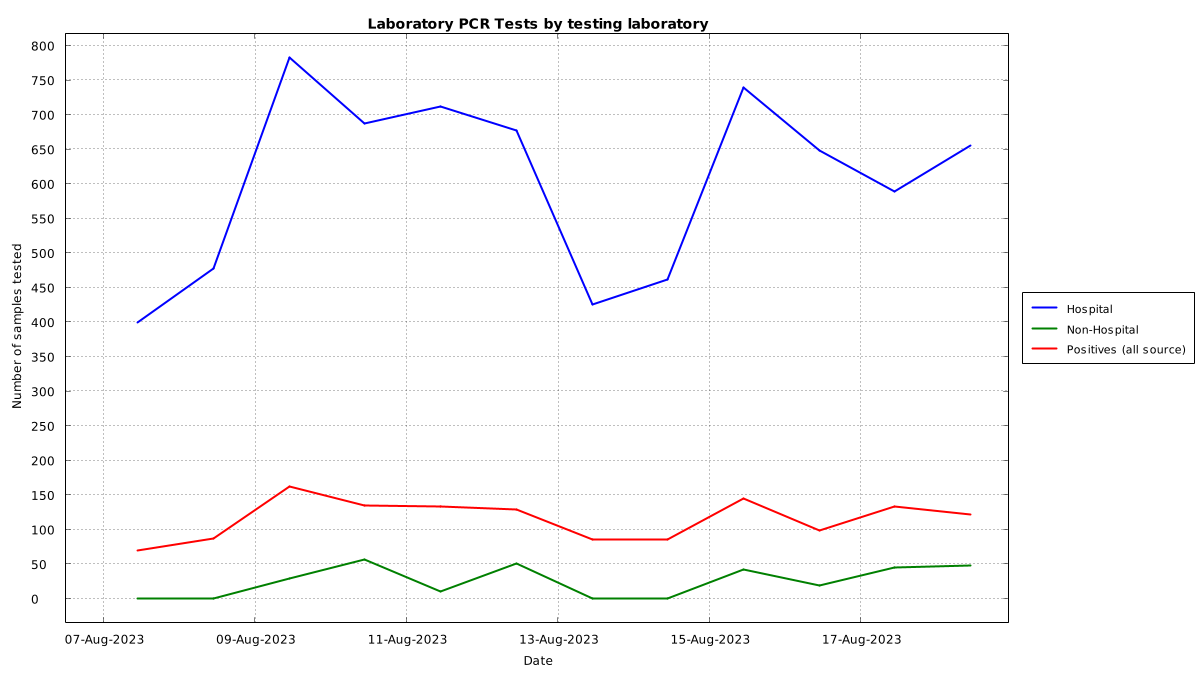 Laboratory PCR Tests by testing laboratory
800
750
700
650
600
550
500
450
400
350
300
250
200
150
100
50
0
Number of samples tested
07-Aug-2023
09-Aug-2023
11-Aug-2023
13-Aug-2023
15-Aug-2023
17-Aug-2023
Date
Hospital
Non-Hospital
Positives (all source)